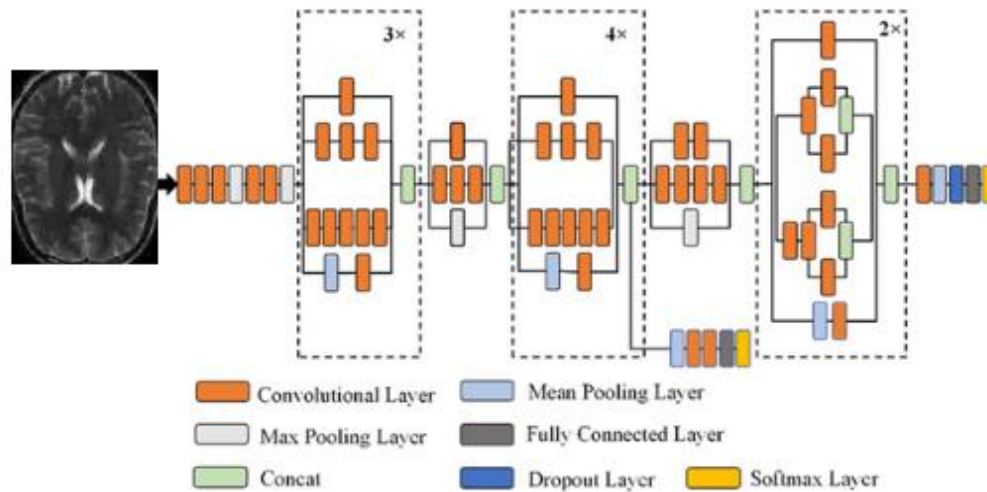 3×
4×
2×
Convolutional Layer
Mean Pooling Layer
Max Pooling Layer
Fully Connected Layer
Concat
Dropout Layer
Softmax Layer